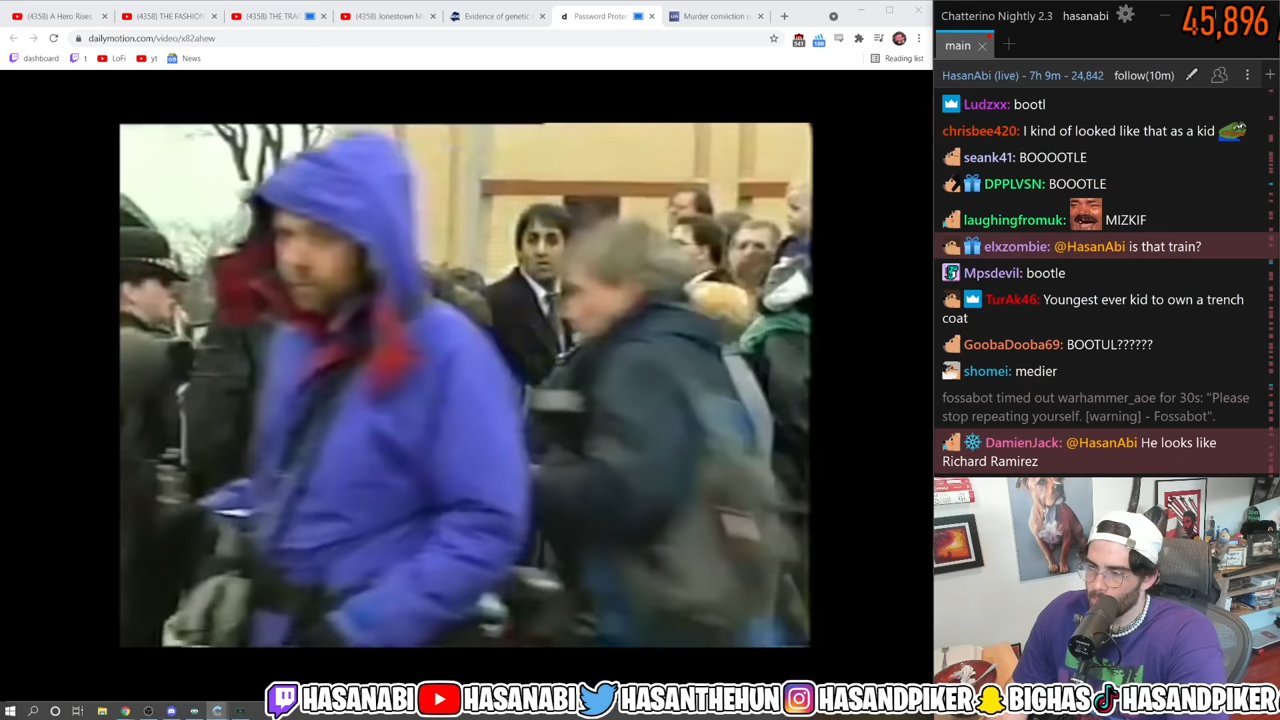 (4358) A Hero Rises
(4358) THE FASHION
(4358) THE TRA
(4358) Jonestown M
Evidence of genetic
Password Protec
Murder conviction o
dailymotion.com/video/x82ahew
dashboard
t
LoFi
yt
News
Reading list
Chatterino Nightly 2.3 hasanabi
45,896
main
HasanAbi (live) - 7h 9m - 24,842 follow(10m)
Ludzxx: bootl
chrisbee420: I kind of looked like that as a kid
seank41: BOOOOTLE
DPPLVSN: BOOOTLE
laughingfromuk: MIZKIF
elxzombie: @HasanAbi is that train?
Mpsdevil: bootle
TurAk46: Youngest ever kid to own a trench
coat
GoobaDooba69: BOOTUL??????
shomei: medier
fossabot timed out warhammer_aoe for 30s: "Please
stop repeating yourself. [warning] - Fossabot".
DamienJack: @HasanAbi He looks like
Richard Ramirez
HASANABI HASANABI HASANTHEHUN HASANDPIKER BIGHAS HASANDPIKER